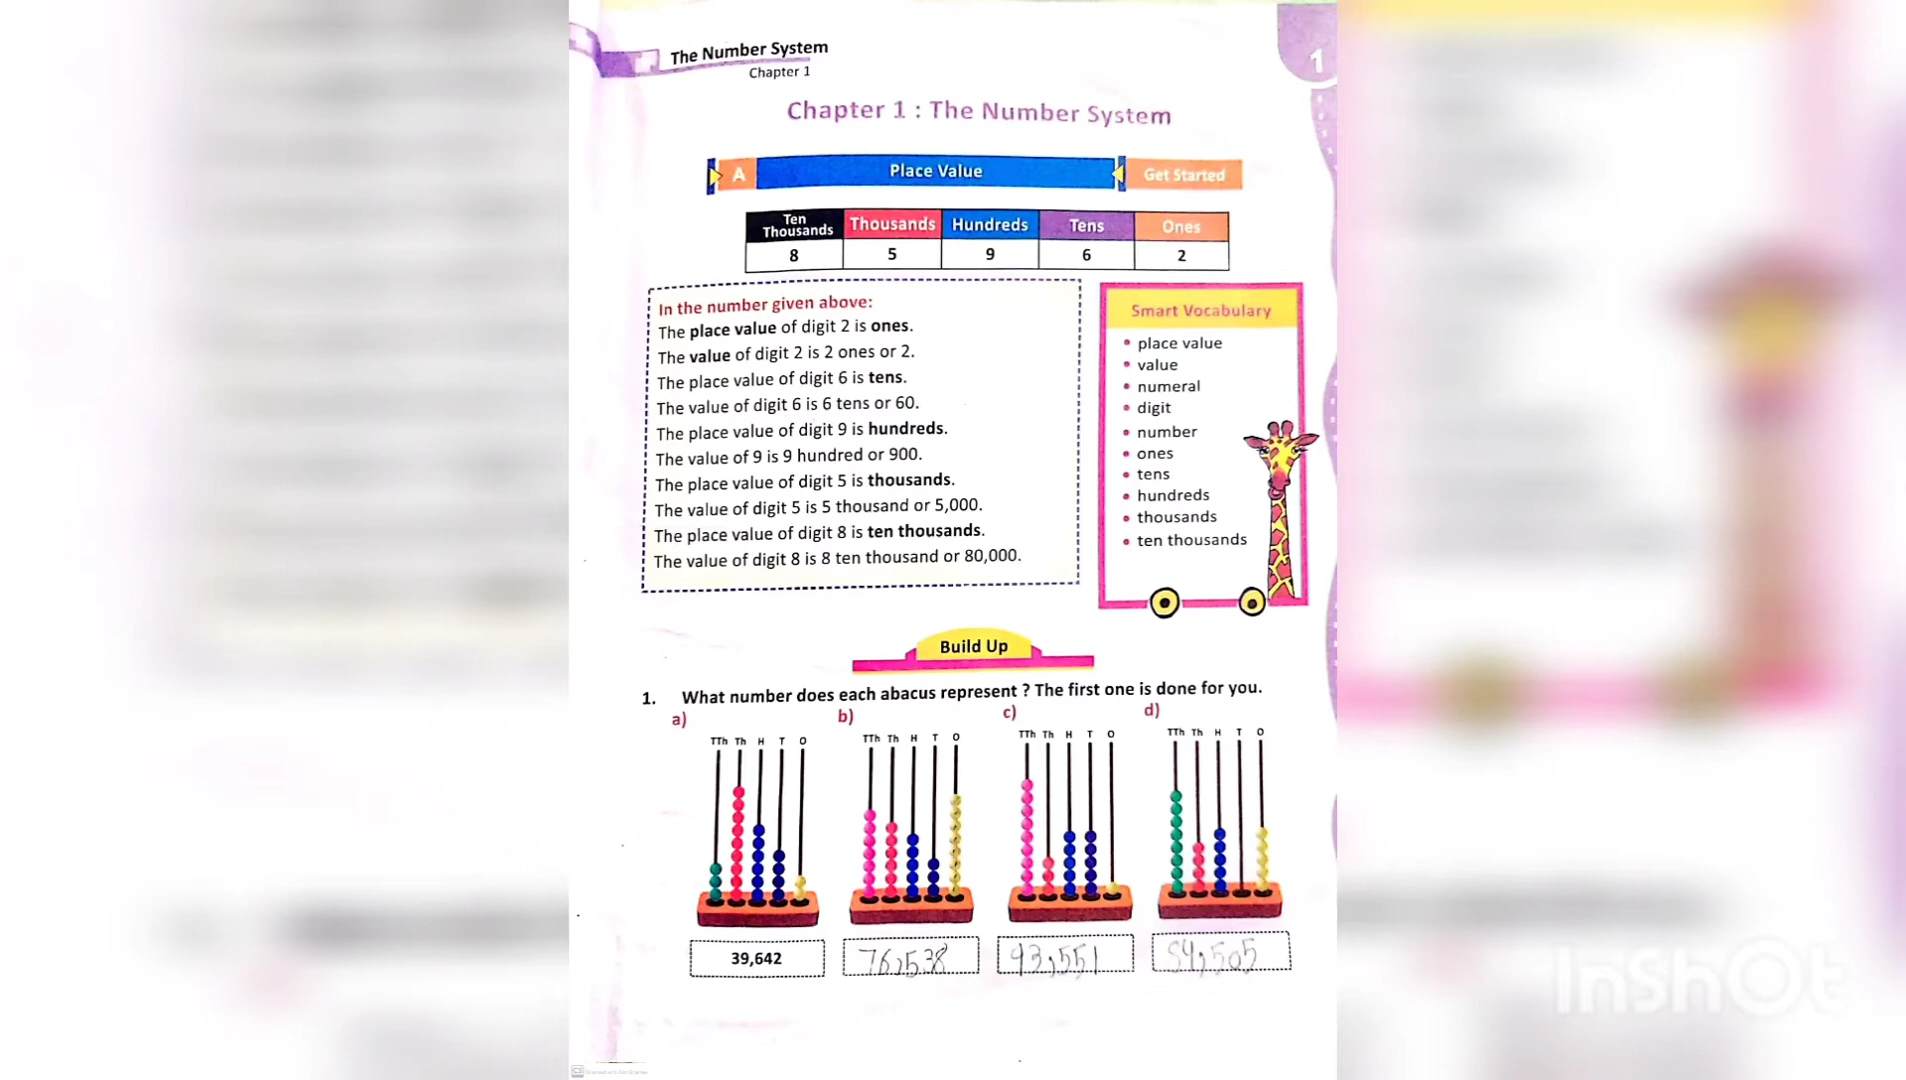 The Number System
Chapter 1
1
Chapter 1 : The Number System
A Place Value Get Started
Ten Thousands Thousands Hundreds Tens Ones
8 5 9 6 2
In the number given above:
The place value of digit 2 is ones.
The value of digit 2 is 2 ones or 2.
The place value of digit 6 is tens.
The value of digit 6 is 6 tens or 60.
The place value of digit 9 is hundreds.
The value of 9 is 9 hundred or 900.
The place value of digit 5 is thousands.
The value of digit 5 is 5 thousand or 5,000.
The place value of digit 8 is ten thousands.
The value of digit 8 is 8 ten thousand or 80,000.
Smart Vocabulary
• place value
• value
• numeral
• digit
• number
• ones
• tens
• hundreds
• thousands
• ten thousands
Build Up
1. What number does each abacus represent ? The first one is done for you.
a) b) c) d)
TTh Th H T O TTh Th H T O TTh Th H T O TTh Th H T O
39,642 76,538 93,551 84,505
InShOt
CS